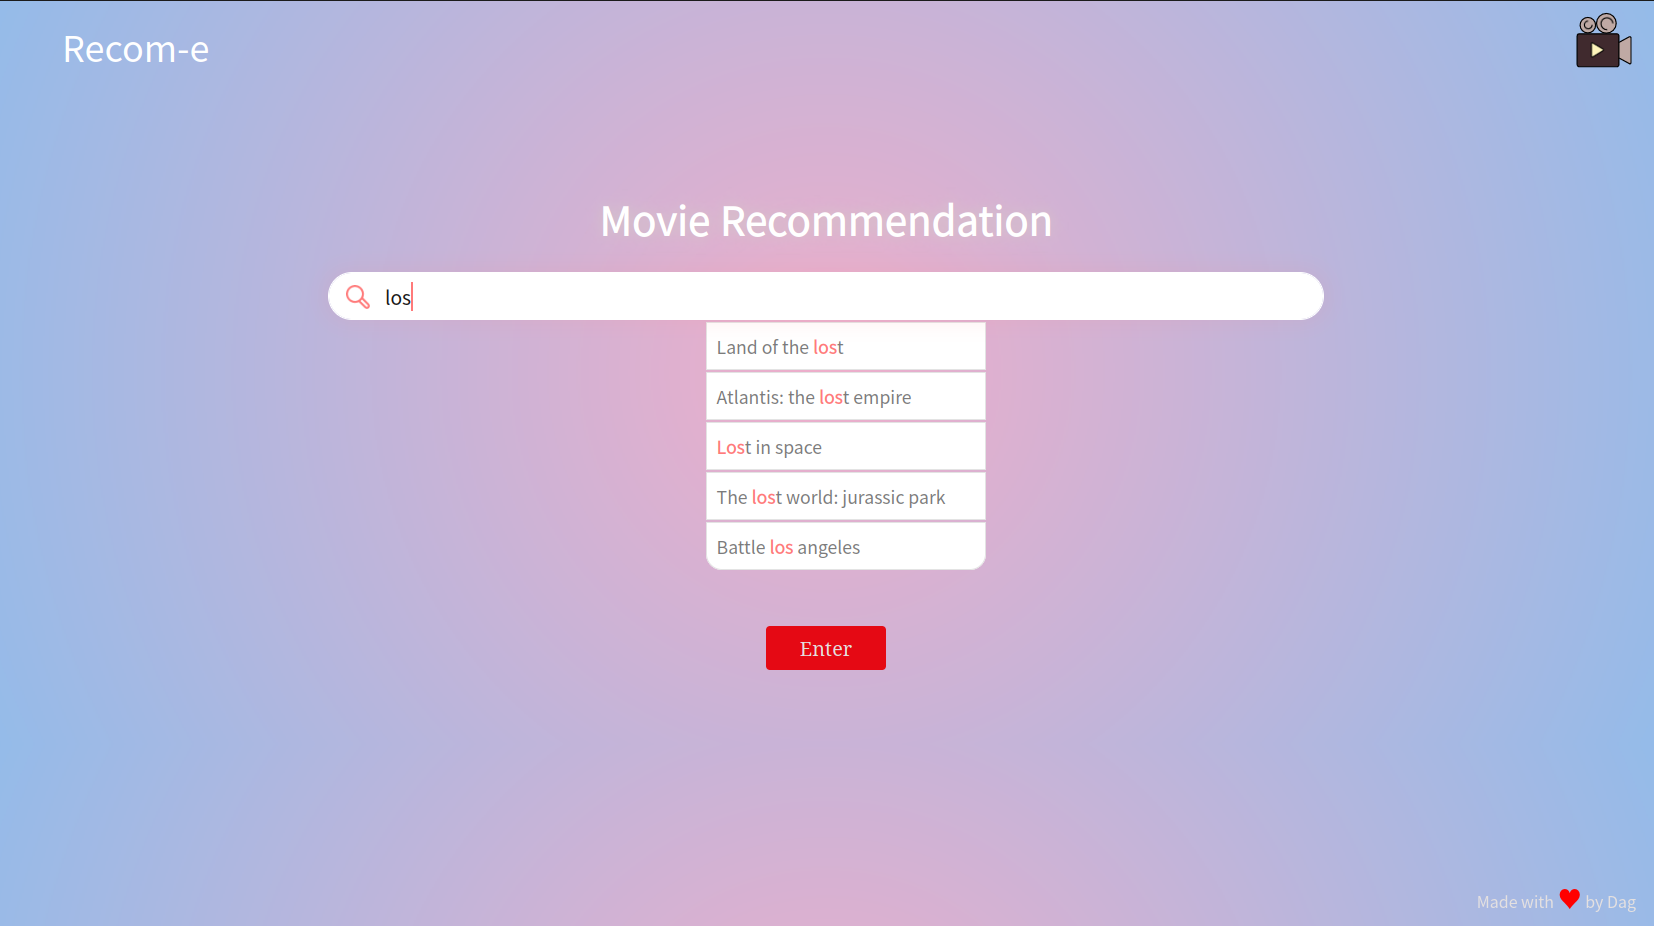 Recom-e
Movie Recommendation
los
Land of the lost
Atlantis: the lost empire
Lost in space
The lost world: jurassic park
Battle los angeles
Enter
Made with ♥ by Dag